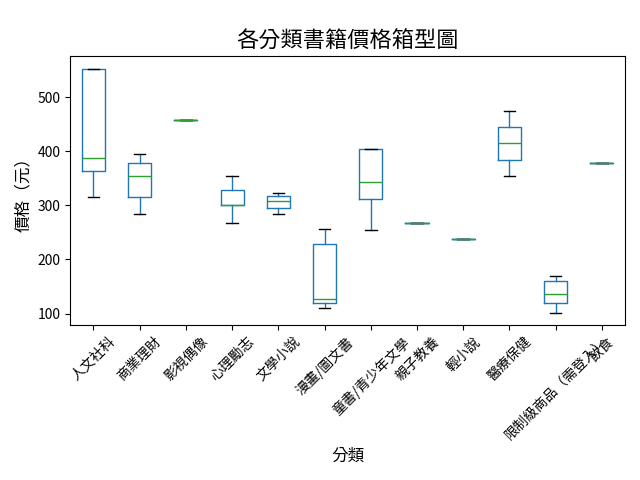 各分類書籍價格箱型圖
價格（元）
500
400
300
200
100
人文社科
商業理財
影視偶像
心理勵志
文學小說
漫畫/圖文書
童書/青少年文學
親子教養
輕小說
醫療保健
限制級商品（需登入）
飲食
分類